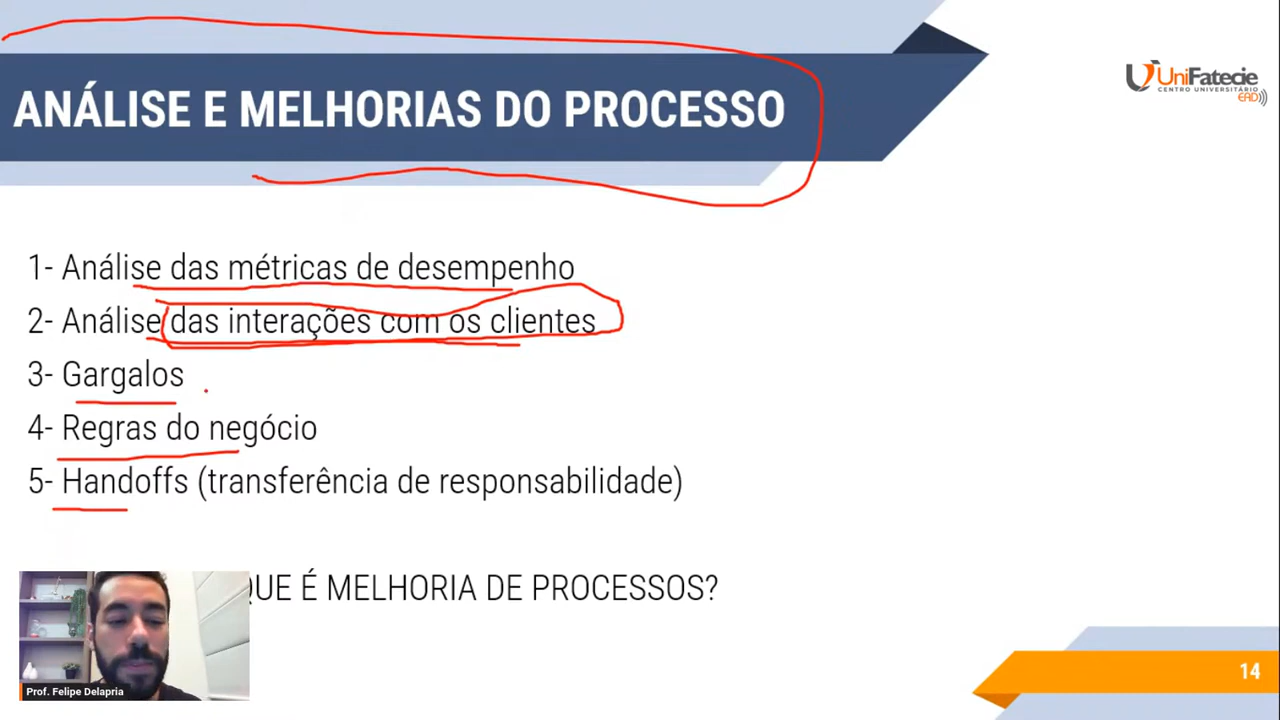 ANÁLISE E MELHORIAS DO PROCESSO
UniFatecie
CENTRO UNIVERSITÁRIO
EAD
1- Análise das métricas de desempenho
2- Análise das interações com os clientes
3- Gargalos
4- Regras do negócio
5- Handoffs (transferência de responsabilidade)
QUE É MELHORIA DE PROCESSOS?
Prof. Felipe Delapria
14